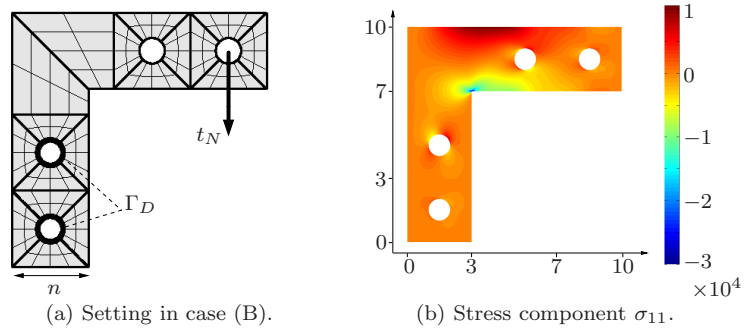 t_N
Γ_D
n
(a) Setting in case (B).
10
7
3
0
0 3 7 10
1
0
−1
−2
−3
×10^4
(b) Stress component σ_11.